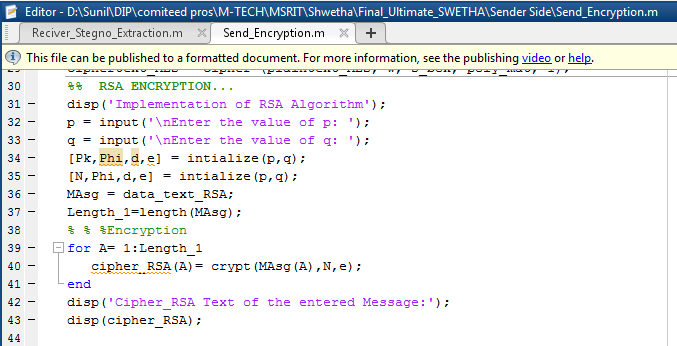 Editor - D:\Sunil\DIP\comiteed pros\M-TECH\MSRIT\Shwetha\Final_Ultimate_SWETHA\Sender Side\Send_Encryption.m
Reciver_Stegno_Extraction.m × Send_Encryption.m × +
This file can be published to a formatted document. For more information, see the publishing video or help.
30 %% RSA ENCRYPTION...
31 - disp('Implementation of RSA Algorithm');
32 - p = input('\nEnter the value of p: ');
33 - q = input('\nEnter the value of q: ');
34 - [Pk,Phi,d,e] = intialize(p,q);
35 - [N,Phi,d,e] = intialize(p,q);
36 - MAsg = data_text_RSA;
37 - Length_1=length(MAsg);
38 % % %Encryption
39 - for A= 1:Length_1
40 - cipher_RSA(A)= crypt(MAsg(A),N,e);
41 - end
42 - disp('Cipher_RSA Text of the entered Message:');
43 - disp(cipher_RSA);
44